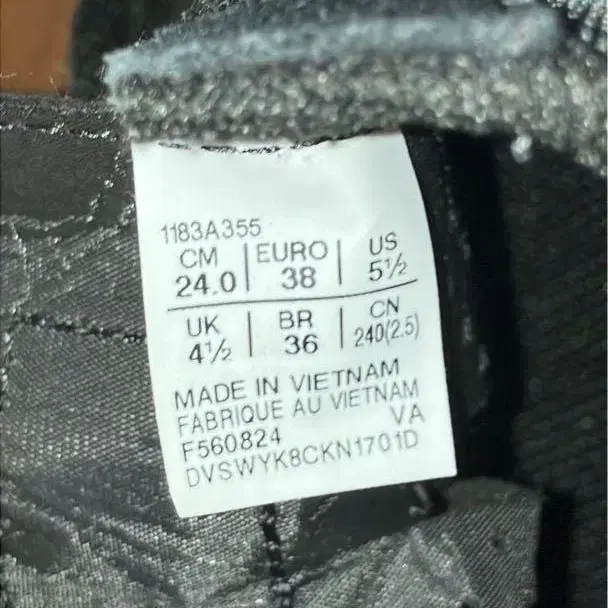 1183A355
CM EURO US
24.0 38 5½
UK BR CN
4½ 36 240(2.5)
MADE IN VIETNAM
FABRIQUE AU VIETNAM
F560824 VA
DVSWYK8CKN1701D